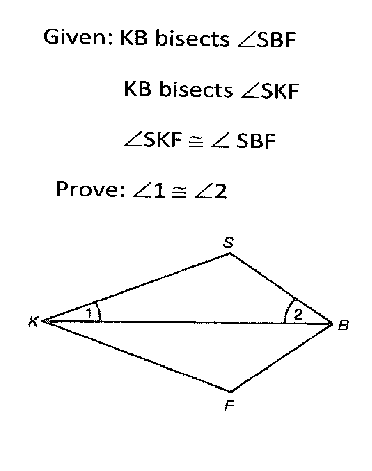 Given: KB bisects ∠SBF
KB bisects ∠SKF
∠SKF ≅ ∠ SBF
Prove: ∠1 ≅ ∠2
S
K 1 2 B
F